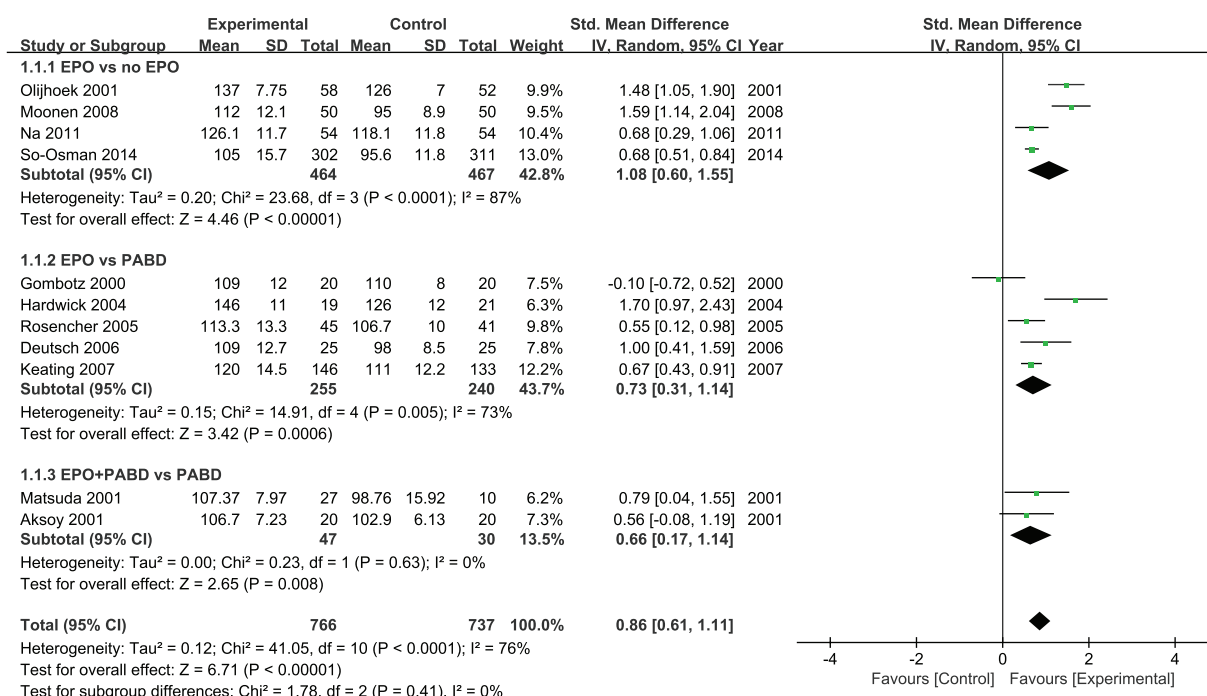 Experimental Control Std. Mean Difference Std. Mean Difference
Study or Subgroup Mean SD Total Mean SD Total Weight IV, Random, 95% CI Year IV, Random, 95% CI
1.1.1 EPO vs no EPO
Olijhoek 2001 137 7.75 58 126 7 52 9.9% 1.48 [1.05, 1.90] 2001
Moonen 2008 112 12.1 50 95 8.9 50 9.5% 1.59 [1.14, 2.04] 2008
Na 2011 126.1 11.7 54 118.1 11.8 54 10.4% 0.68 [0.29, 1.06] 2011
So-Osman 2014 105 15.7 302 95.6 11.8 311 13.0% 0.68 [0.51, 0.84] 2014
Subtotal (95% CI) 464 467 42.8% 1.08 [0.60, 1.55]
Heterogeneity: Tau² = 0.20; Chi² = 23.68, df = 3 (P < 0.0001); I² = 87%
Test for overall effect: Z = 4.46 (P < 0.00001)
1.1.2 EPO vs PABD
Gombotz 2000 109 12 20 110 8 20 7.5% -0.10 [-0.72, 0.52] 2000
Hardwick 2004 146 11 19 126 12 21 6.3% 1.70 [0.97, 2.43] 2004
Rosencher 2005 113.3 13.3 45 106.7 10 41 9.8% 0.55 [0.12, 0.98] 2005
Deutsch 2006 109 12.7 25 98 8.5 25 7.8% 1.00 [0.41, 1.59] 2006
Keating 2007 120 14.5 146 111 12.2 133 12.2% 0.67 [0.43, 0.91] 2007
Subtotal (95% CI) 255 240 43.7% 0.73 [0.31, 1.14]
Heterogeneity: Tau² = 0.15; Chi² = 14.91, df = 4 (P = 0.005); I² = 73%
Test for overall effect: Z = 3.42 (P = 0.0006)
1.1.3 EPO+PABD vs PABD
Matsuda 2001 107.37 7.97 27 98.76 15.92 10 6.2% 0.79 [0.04, 1.55] 2001
Aksoy 2001 106.7 7.23 20 102.9 6.13 20 7.3% 0.56 [-0.08, 1.19] 2001
Subtotal (95% CI) 47 30 13.5% 0.66 [0.17, 1.14]
Heterogeneity: Tau² = 0.00; Chi² = 0.23, df = 1 (P = 0.63); I² = 0%
Test for overall effect: Z = 2.65 (P = 0.008)
Total (95% CI) 766 737 100.0% 0.86 [0.61, 1.11]
Heterogeneity: Tau² = 0.12; Chi² = 41.05, df = 10 (P < 0.0001); I² = 76%
-4 -2 0 2 4
Test for overall effect: Z = 6.71 (P < 0.00001)
Favours [Control] Favours [Experimental]
Test for subgroup differences: Chi² = 1.78, df = 2 (P = 0.41), I² = 0%